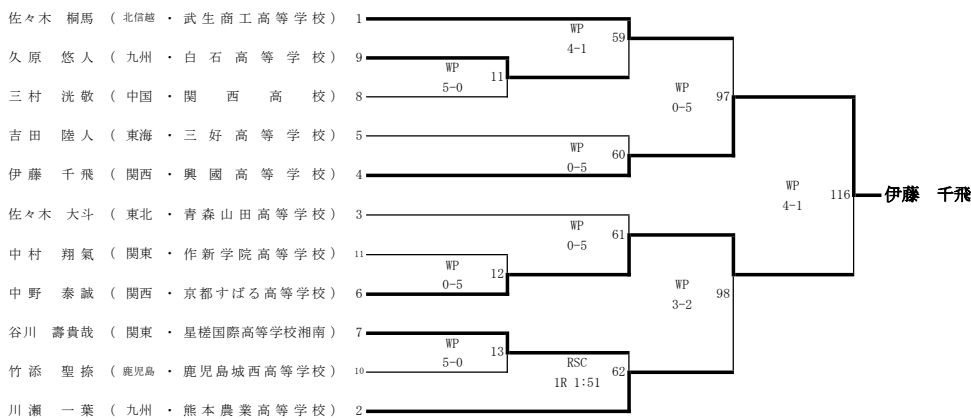 佐々木 桐馬 ( 北信越 ・ 武生商工高等学校 ) 1
WP
4-1
59
久原 悠人 ( 九州 ・ 白石高等学校 ) 9
WP
5-0
11
三村 洸敬 ( 中国 ・ 関西高校 ) 8
WP
0-5
97
吉田 陸人 ( 東海 ・ 三好高等学校 ) 5
WP
0-5
60
伊藤 千飛 ( 関西 ・ 興國高等学校 ) 4
WP
4-1
116
伊藤 千飛
佐々木 大斗 ( 東北 ・ 青森山田高等学校 ) 3
WP
0-5
61
中村 翔氣 ( 関東 ・ 作新学院高等学校 ) 11
WP
0-5
12
中野 泰誠 ( 関西 ・ 京都すばる高等学校 ) 6
WP
3-2
98
谷川 壽貴哉 ( 関東 ・ 星槎国際高等学校湘南 ) 7
WP
5-0
13
竹添 聖捺 ( 鹿児島 ・ 鹿児島城西高等学校 ) 10
RSC
1R 1:51
62
川瀬 一葉 ( 九州 ・ 熊本農業高等学校 ) 2